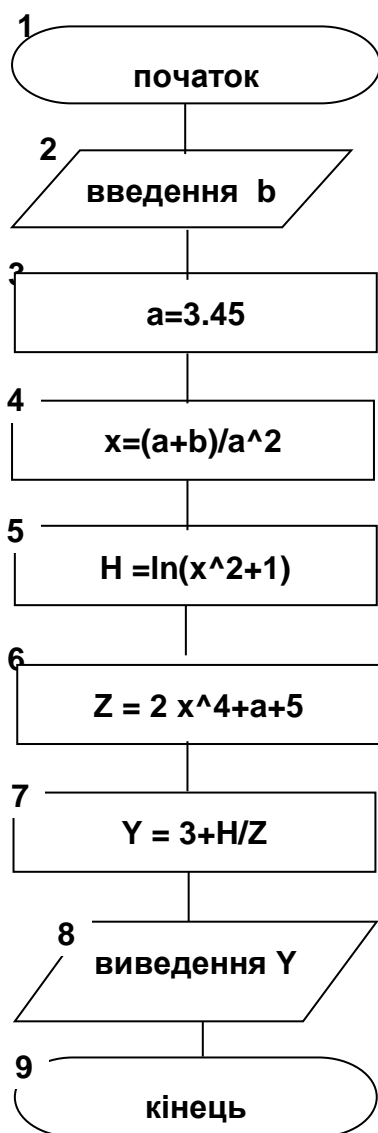 1
початок
2
введення b
3
a=3.45
4
x=(a+b)/a^2
5
H =ln(x^2+1)
6
Z = 2 x^4+a+5
7
Y = 3+H/Z
8
виведення Y
9
кінець